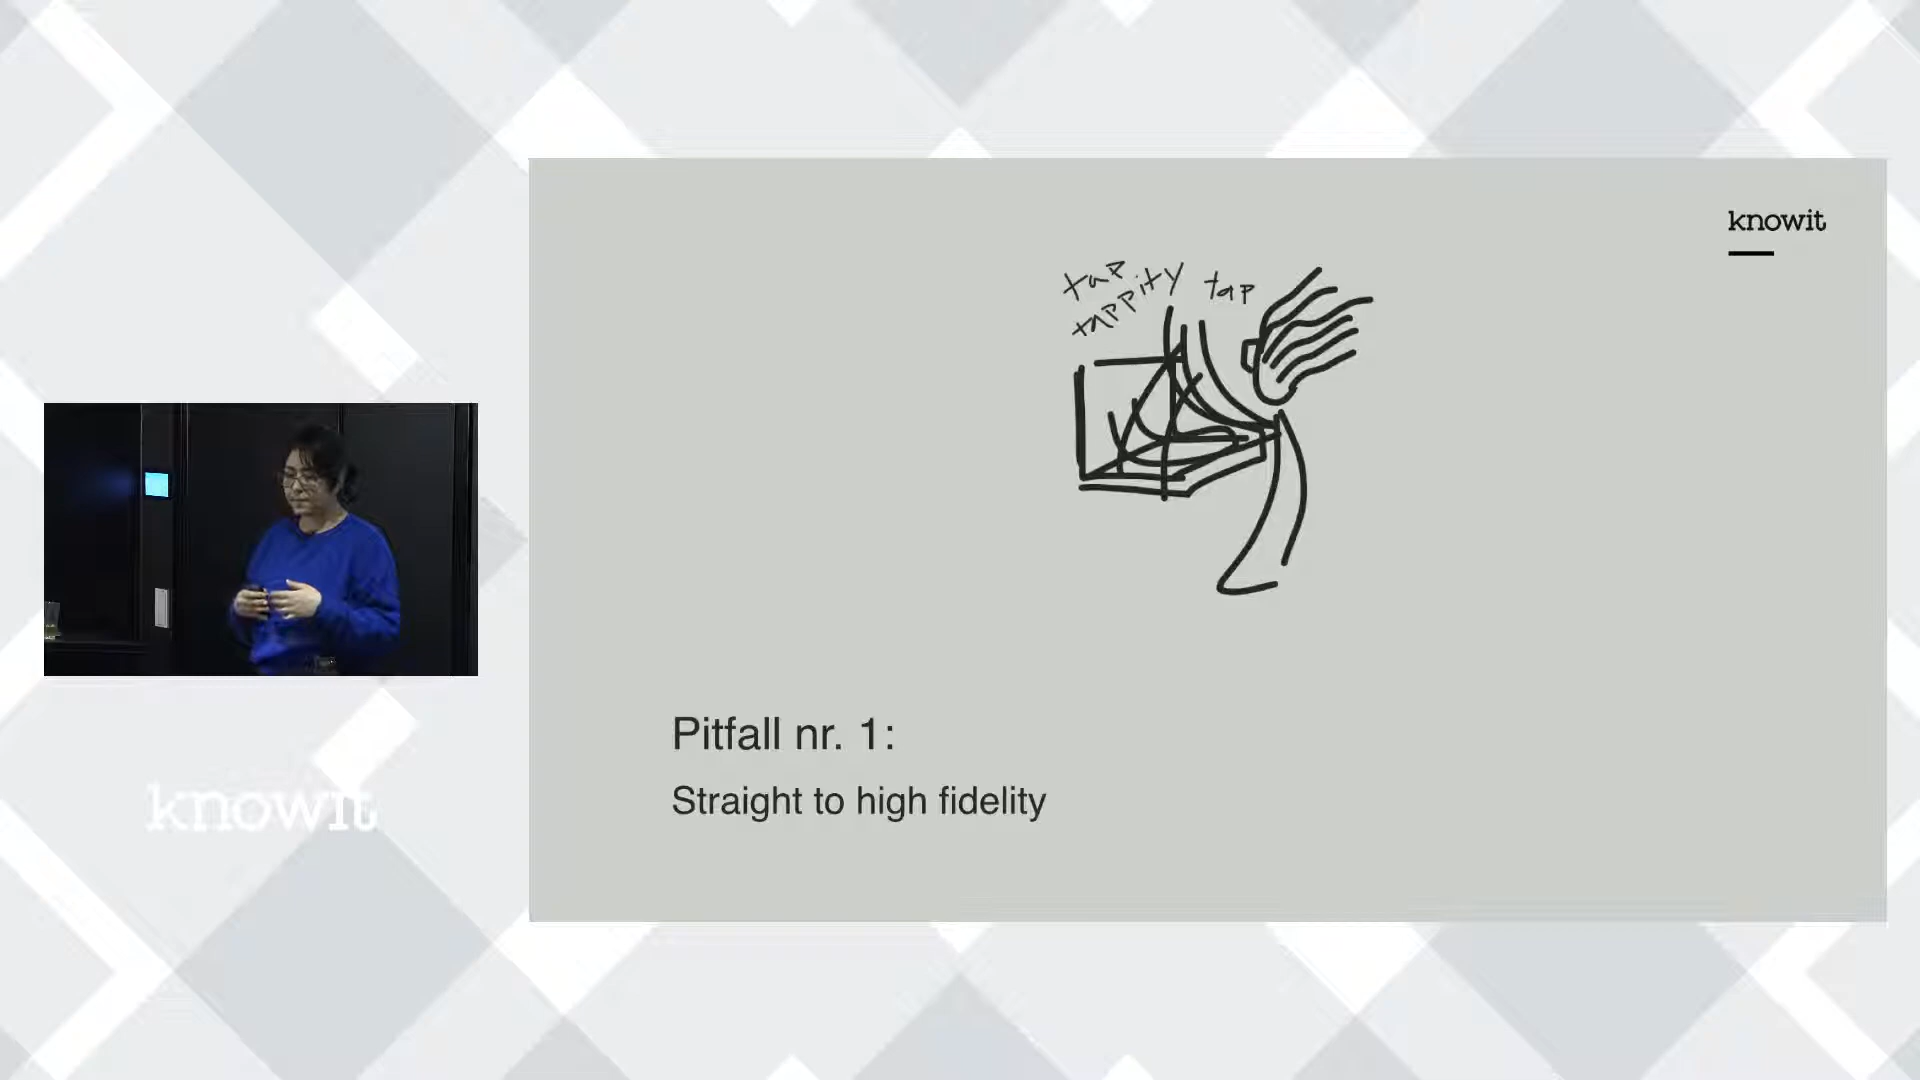 knowit
tap
tappity
tap
Pitfall nr. 1:
Straight to high fidelity
knowit